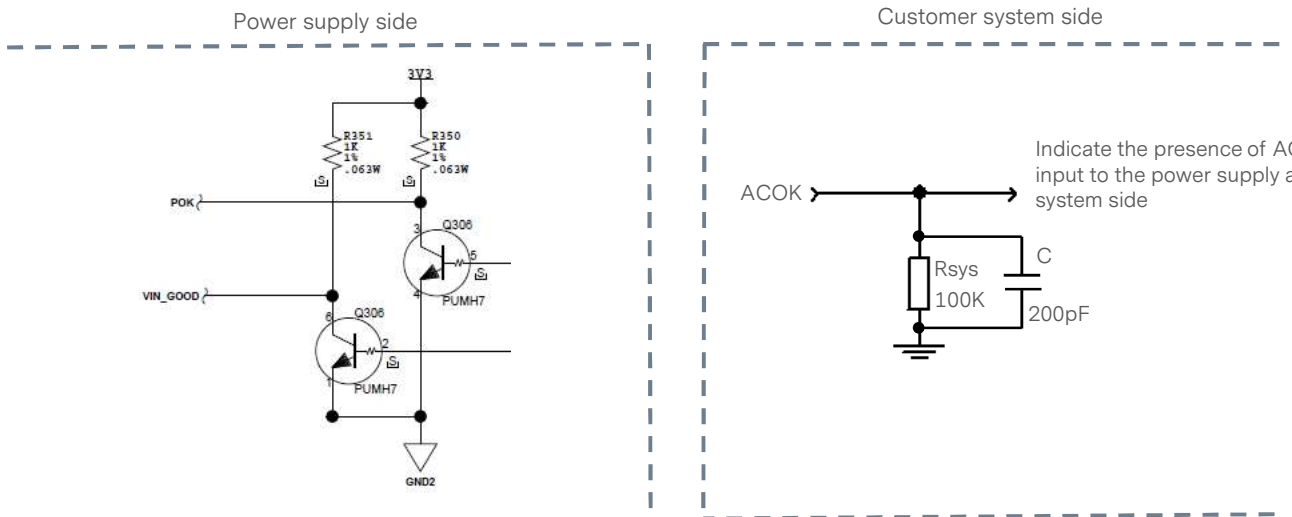 Power supply side
Customer system side
3V3
R351
1K
1%
.063W
S
R350
1K
1%
.063W
S
POK
3
Q306
5
S
4
PUMH7
VIN_GOOD
6
Q306
2
S
1
PUMH7
GND2
Indicate the presence of AC
input to the power supply a
system side
ACOK
Rsys
100K
C
200pF